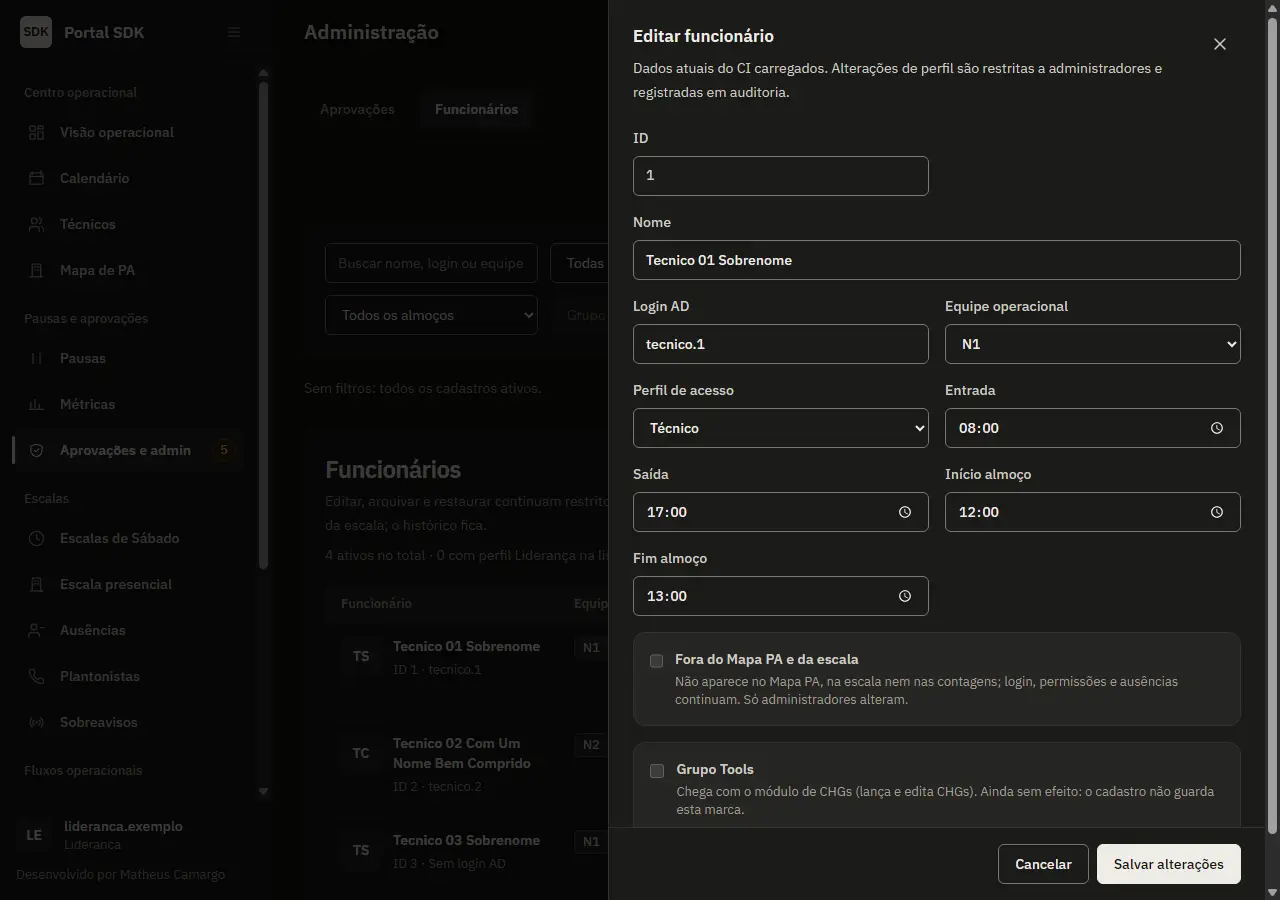 SDK
Portal SDK
Centro operacional
Visão operacional
Calendário
Técnicos
Mapa de PA
Pausas e aprovações
Pausas
Métricas
Aprovações e admin
5
Escalas
Escalas de Sábado
Escala presencial
Ausências
Plantonistas
Sobreavisos
Fluxos operacionais
LE
lideranca.exemplo
Lideranca
Desenvolvido por Matheus Camargo
Administração
Aprovações
Funcionários
Buscar nome, login ou equipe
Todas
Todos os almoços
Grupo
Sem filtros: todos os cadastros ativos.
Funcionários
Editar, arquivar e restaurar continuam restrito
da escala; o histórico fica.
4 ativos no total · 0 com perfil Liderança na
Funcionário
Equip
TS
Tecnico 01 Sobrenome
ID 1 · tecnico.1
N1
TC
Tecnico 02 Com Um
Nome Bem Comprido
ID 2 · tecnico.2
N2
TS
Tecnico 03 Sobrenome
ID 3 · Sem login AD
N1
Editar funcionário
Dados atuais do CI carregados. Alterações de perfil são restritas a administradores e
registradas em auditoria.
ID
1
Nome
Tecnico 01 Sobrenome
Login AD
Equipe operacional
tecnico.1
N1
Perfil de acesso
Entrada
Técnico
08:00
Saída
Início almoço
17:00
12:00
Fim almoço
13:00
Fora do Mapa PA e da escala
Não aparece no Mapa PA, na escala nem nas contagens; login, permissões e ausências
continuam. Só administradores alteram.
Grupo Tools
Chega com o módulo de CHGs (lança e edita CHGs). Ainda sem efeito: o cadastro não guarda
esta marca.
Cancelar
Salvar alterações